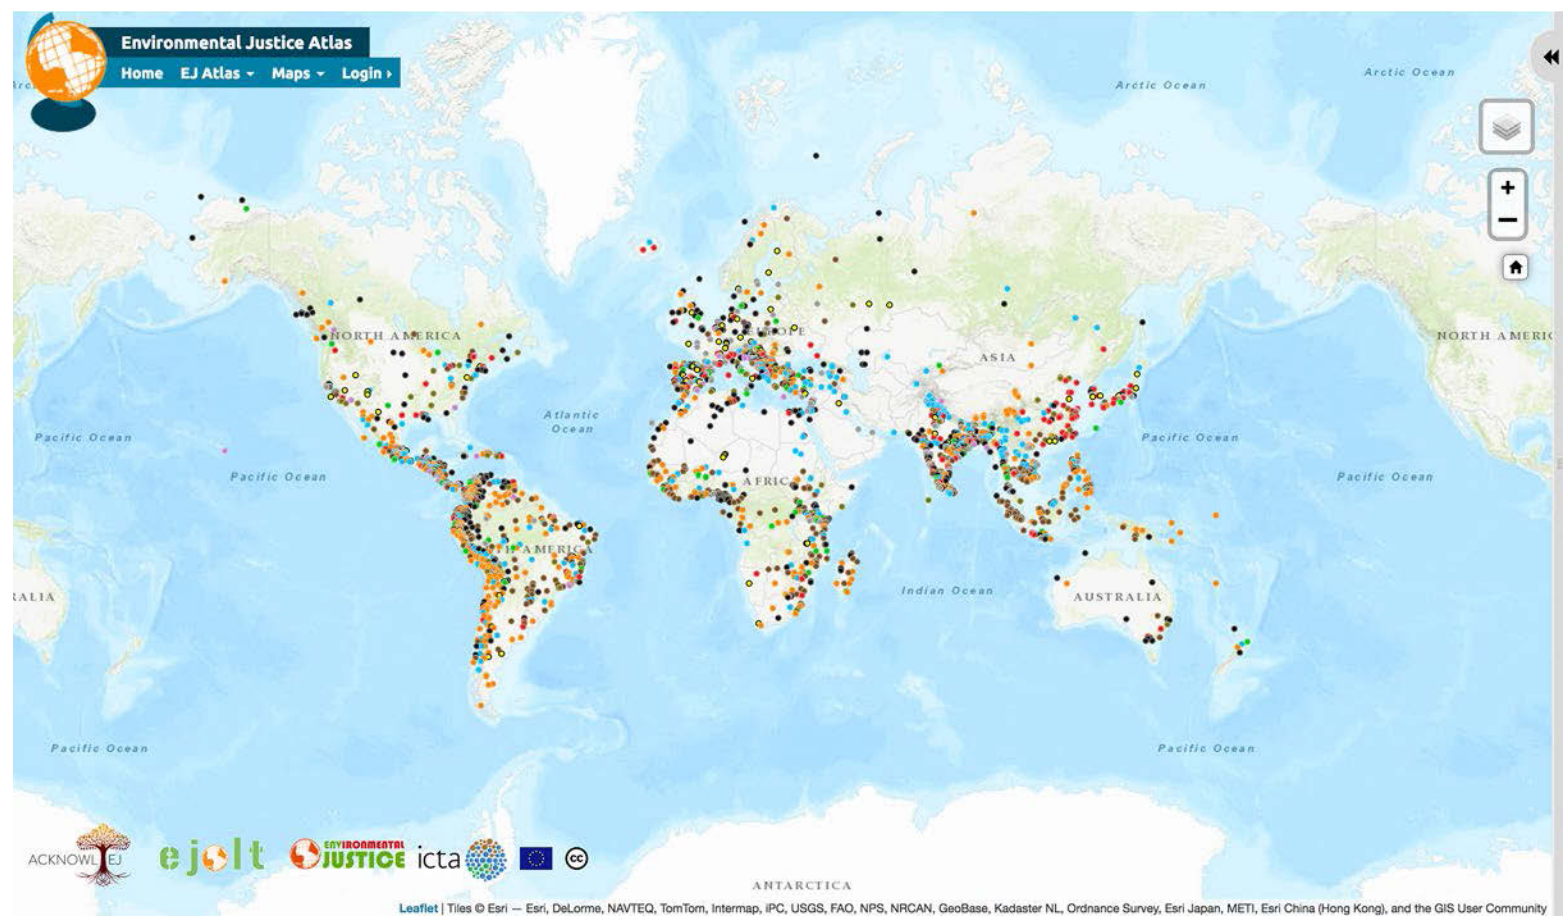 Environmental Justice Atlas
Home EJ Atlas Maps Login
Arctic Ocean
Arctic Ocean
NORTH AMERICA
EUROPE
NORTH AMERIC
ASIA
Atlantic
Ocean
Pacific Ocean
Pacific Ocean
Pacific Ocean
Pacific Ocean
AFRIC
AMERICA
Indian Ocean
RALIA
AUSTRALIA
Pacific Ocean
Pacific Ocean
ACKNOWL EJ
ejolt
ENVIRONMENTAL
JUSTICE
icta
cc
ANTARCTICA
Leaflet | Tiles © Esri — Esri, DeLorme, NAVTEQ, TomTom, Intermap, iPC, USGS, FAO, NPS, NRCAN, GeoBase, Kadaster NL, Ordnance Survey, Esri Japan, METI, Esri China (Hong Kong), and the GIS User Community